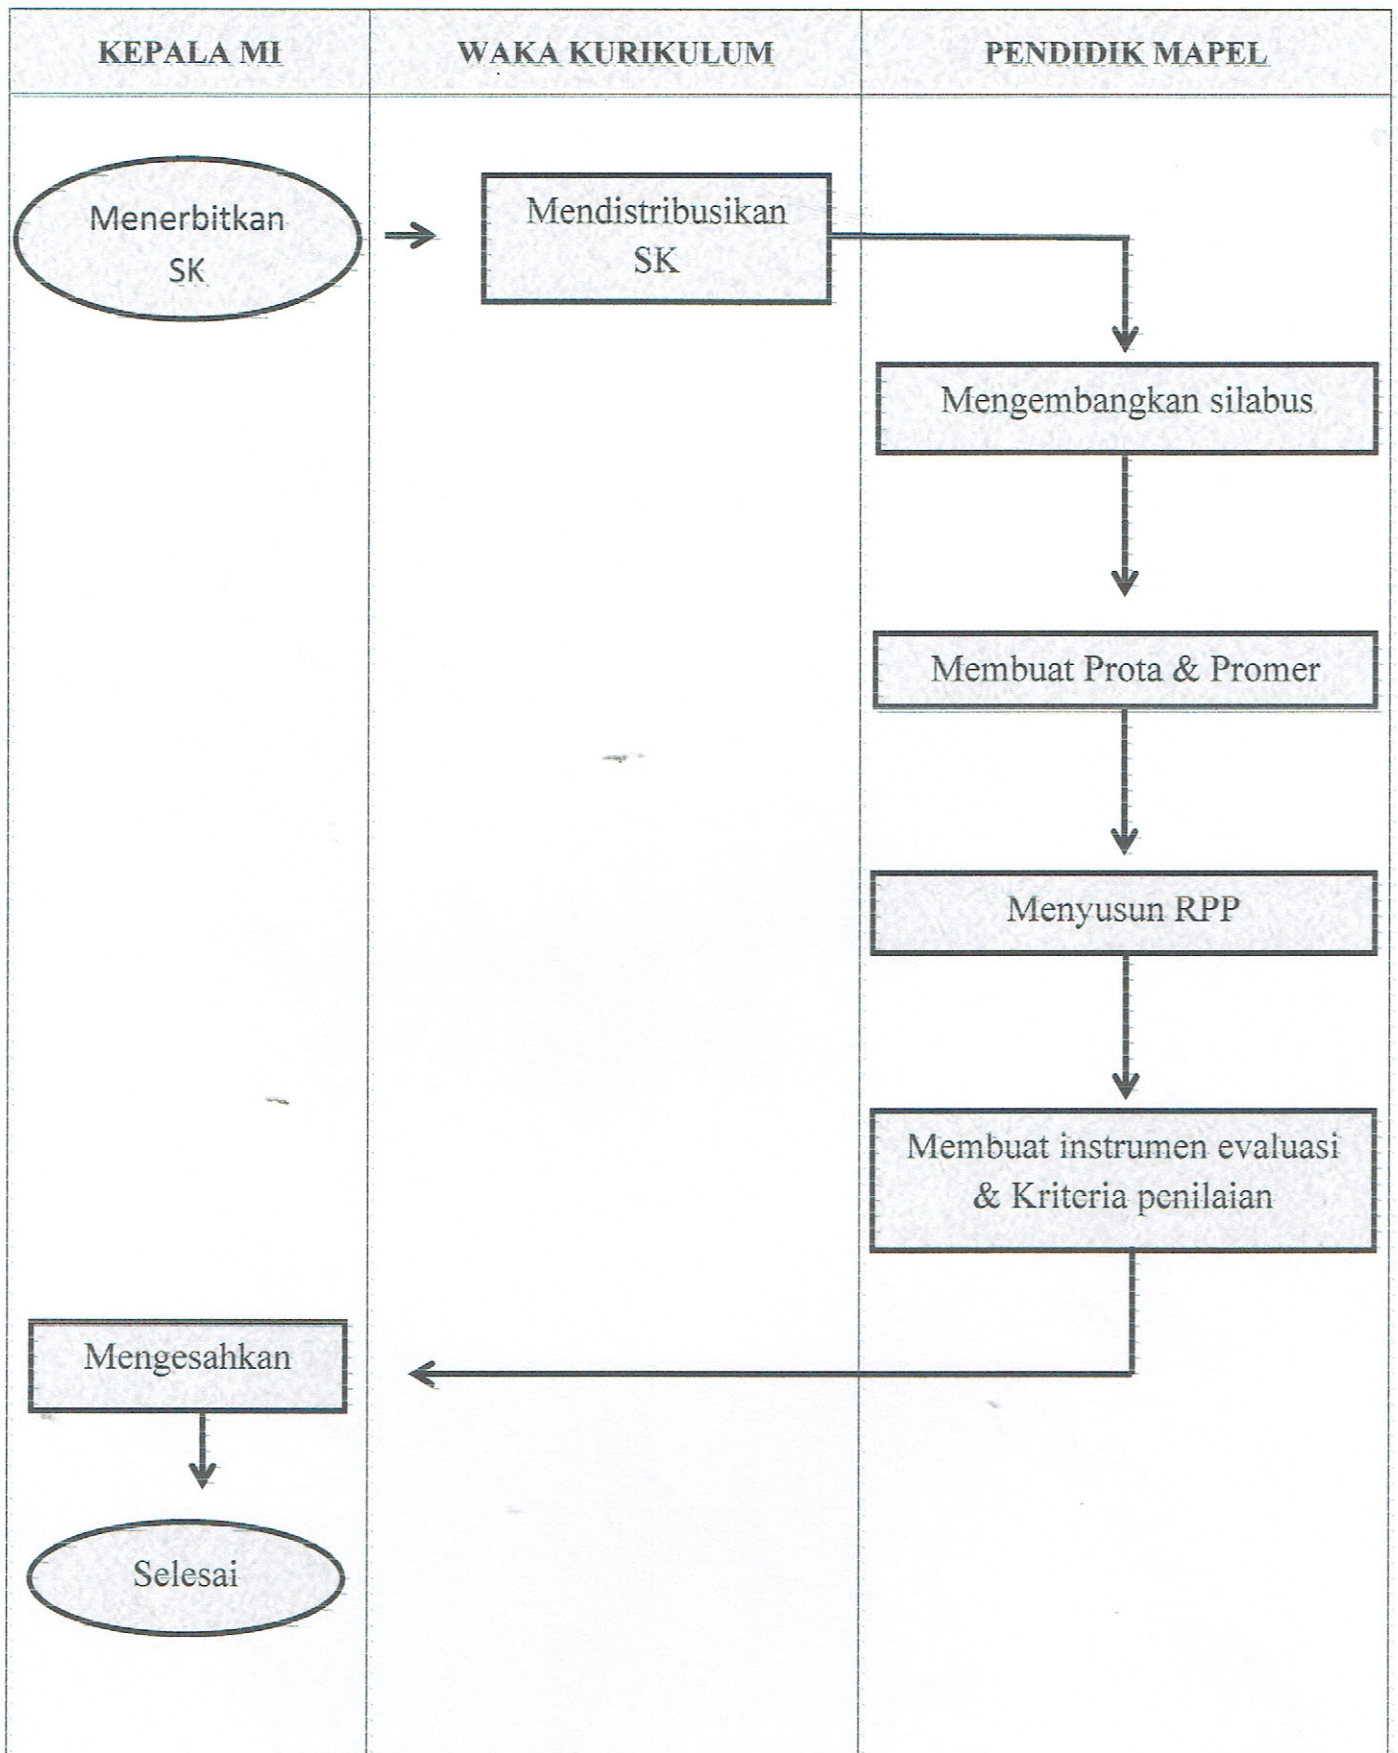 KEPALA MI
WAKA KURIKULUM
PENDIDIK MAPEL
Menerbitkan
SK
Mendistribusikan
SK
Mengembangkan silabus
Membuat Prota & Promer
Menyusun RPP
Membuat instrumen evaluasi
& Kriteria penilaian
Mengesahkan
Selesai